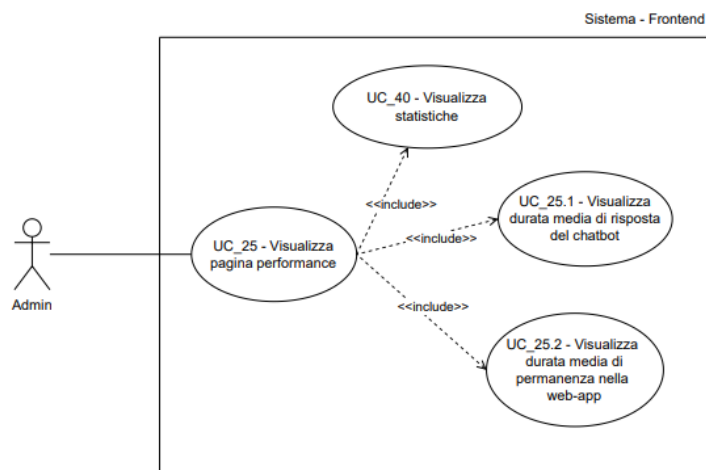 Sistema - Frontend
UC_40 - Visualizza
statistiche
<<include>>
UC_25.1 - Visualizza
durata media di risposta
del chatbot
<<include>>
UC_25 - Visualizza
pagina performance
Admin
<<include>>
UC_25.2 - Visualizza
durata media di
permanenza nella
web-app